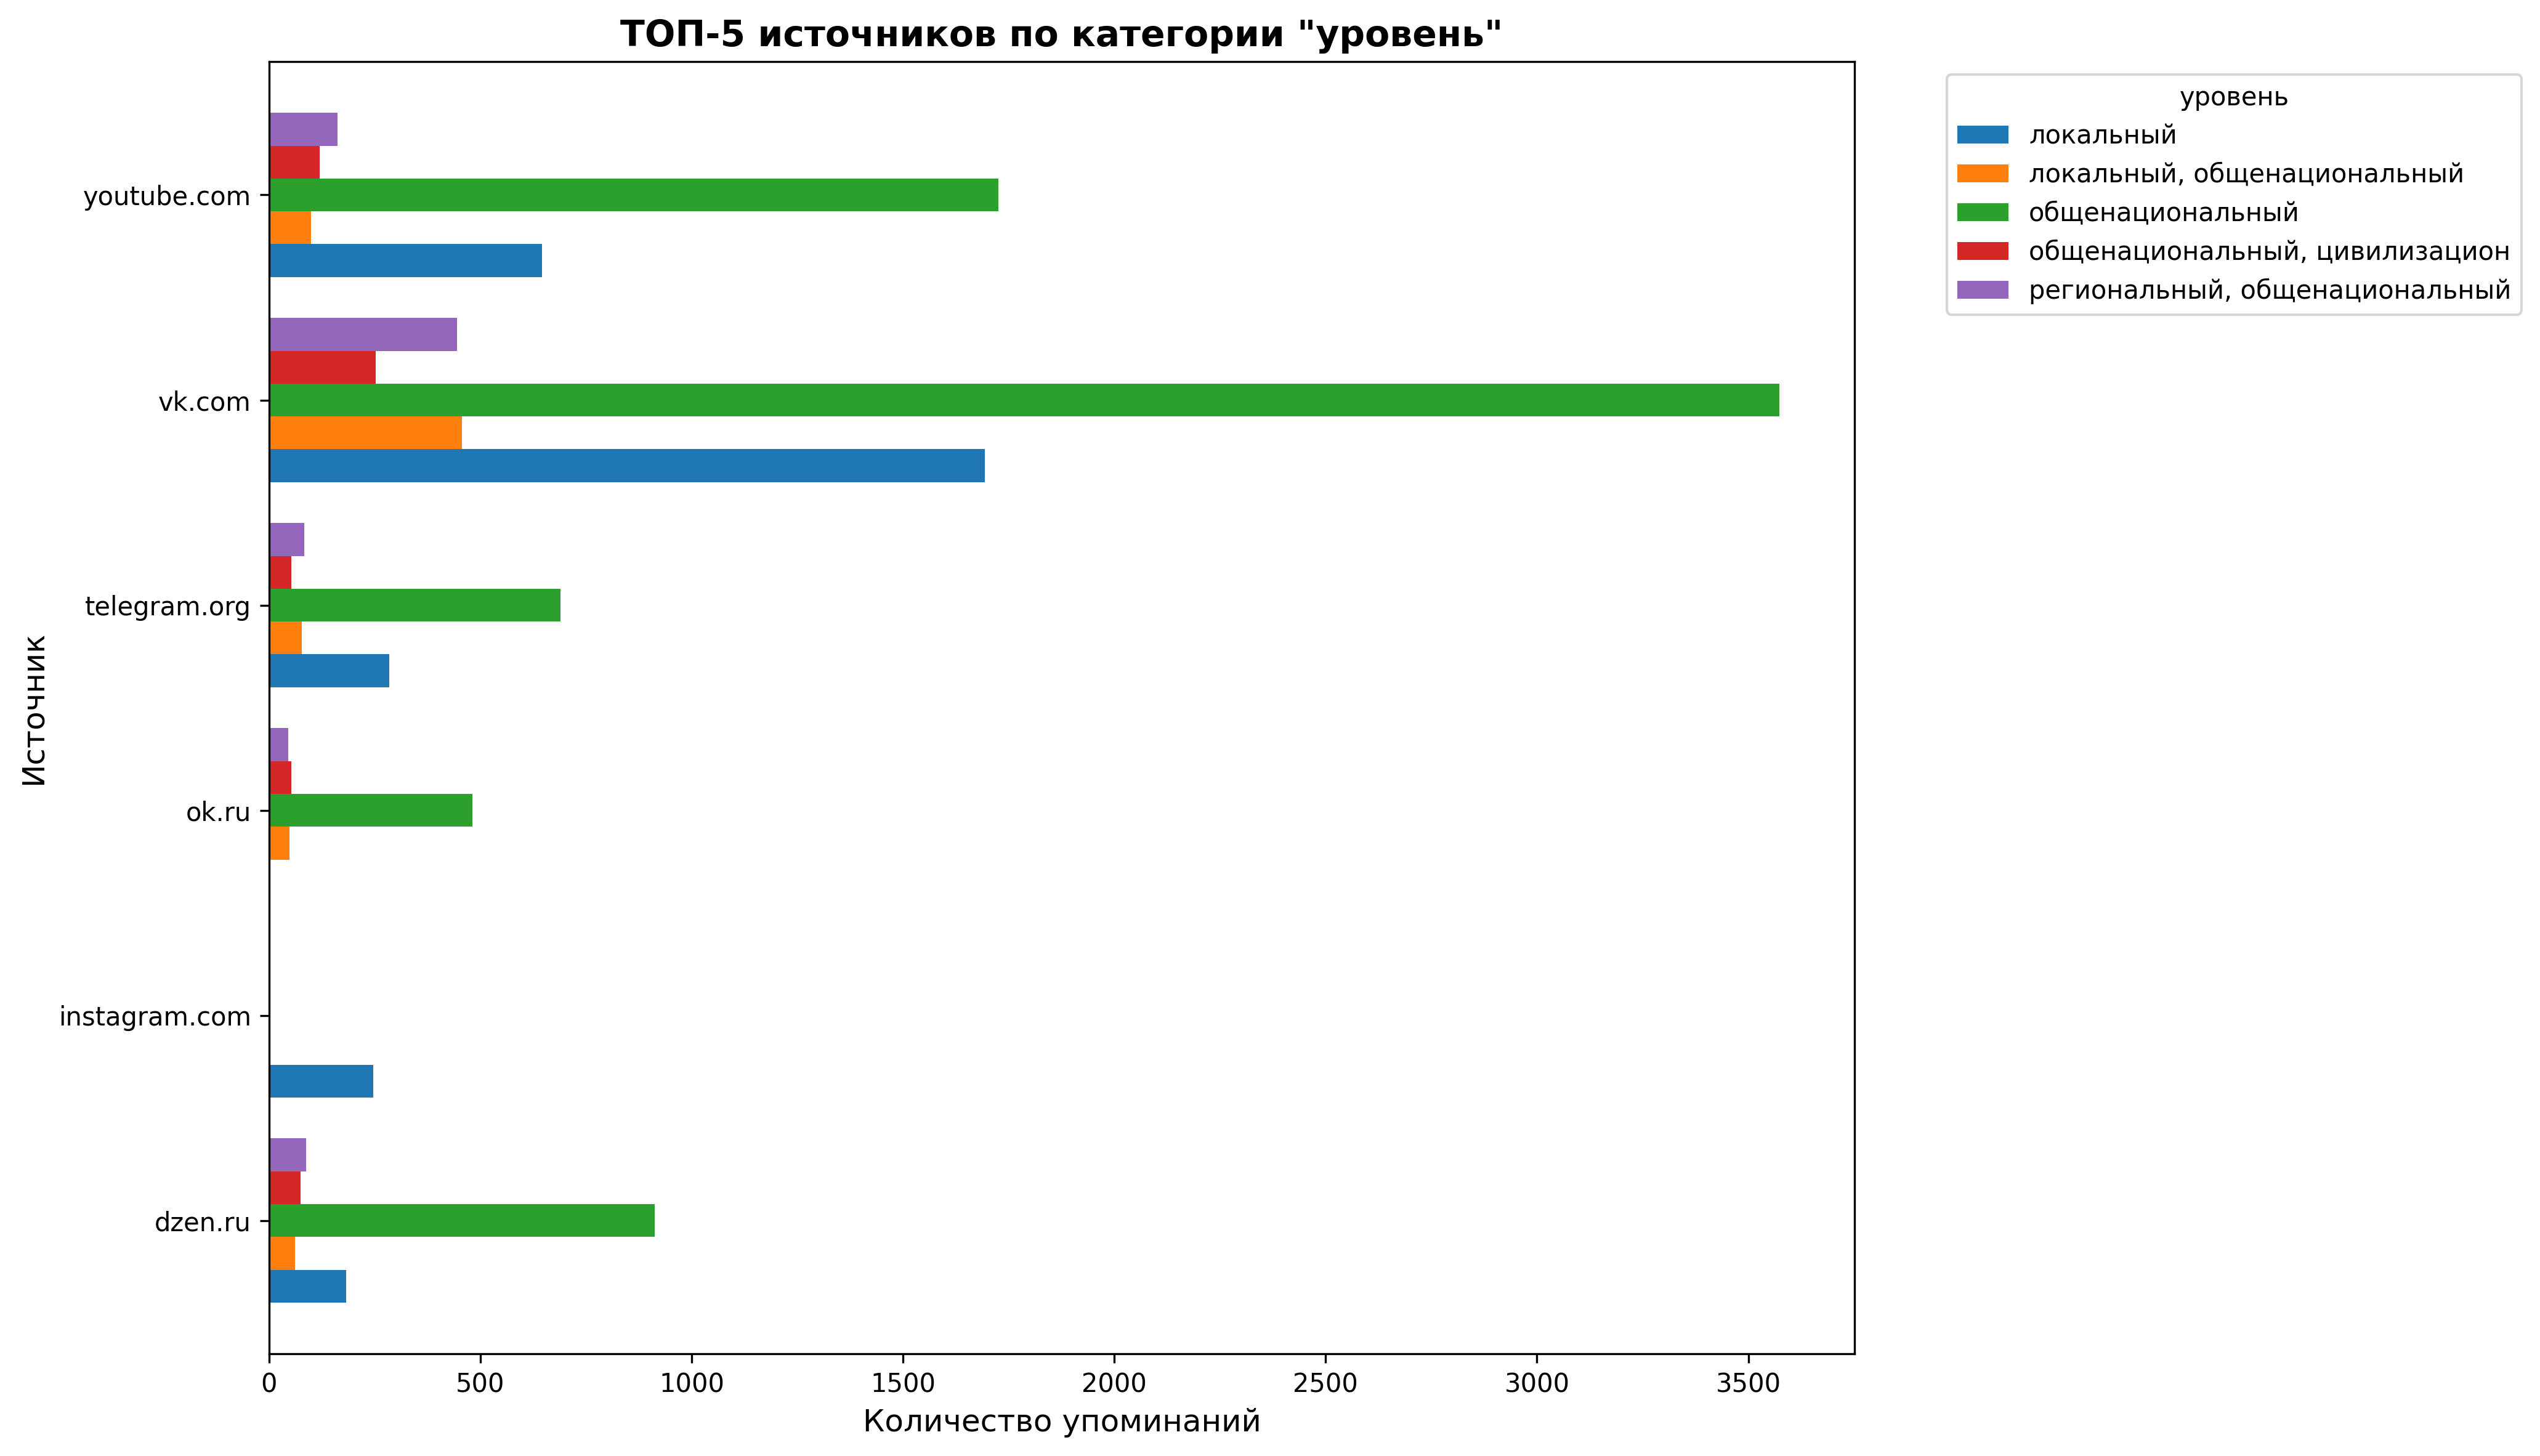 ТОП-5 источников по категории "уровень"
уровень
локальный
локальный, общенациональный
общенациональный
общенациональный, цивилизацион
региональный, общенациональный
Источник
youtube.com
vk.com
telegram.org
ok.ru
instagram.com
dzen.ru
0 500 1000 1500 2000 2500 3000 3500
Количество упоминаний